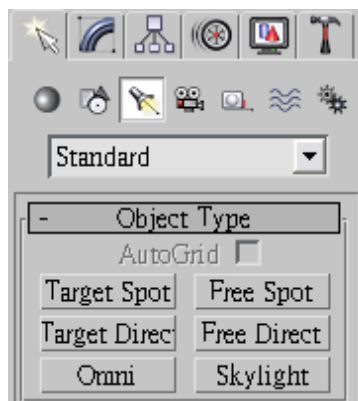 Standard
- Object Type
AutoGrid
Target Spot Free Spot
Target Direc Free Direct
Omni Skylight